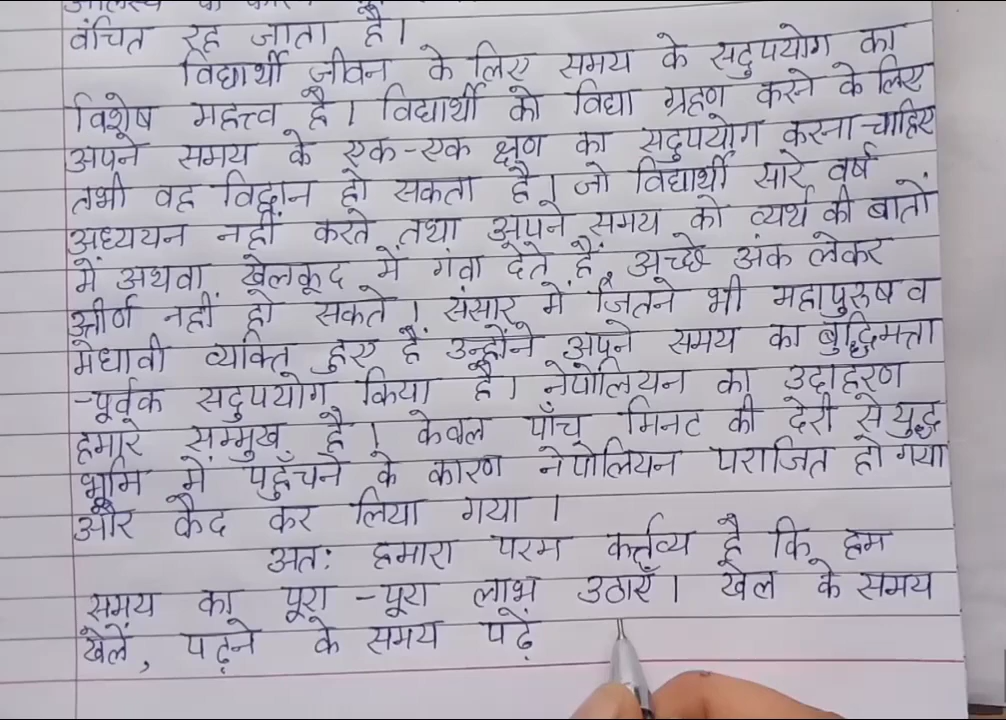 वंचित रह जाता है।
विद्यार्थी जीवन के लिए समय के सदुपयोग का
विशेष महत्त्व है। विद्यार्थी को विद्या ग्रहण करने के लिए
अपने समय के एक-एक क्षण का सदुपयोग करना चाहिए
तभी वह विद्वान हो सकता है। जो विद्यार्थी सारे वर्ष
अध्ययन नहीं करते तथा अपने समय को व्यर्थ की बातों
में अथवा खेलकूद में गंवा देते हैं, अच्छे अंक लेकर
उत्तीर्ण नहीं हो सकते। संसार में जितने भी महापुरुष व
मेधावी व्यक्ति हुए हैं उन्होंने अपने समय का बुद्धिमत्ता
-पूर्वक सदुपयोग किया है। नेपोलियन का उदाहरण
हमारे सम्मुख है। केवल पाँच मिनट की देरी से युद्ध
भूमि में पहुँचने के कारण नेपोलियन पराजित हो गया
और कैद कर लिया गया।
अतः हमारा परम कर्त्तव्य है कि हम
समय का पूरा -पूरा लाभ उठाएँ। खेल के समय
खेलें, पढ़ने के समय पढ़ें